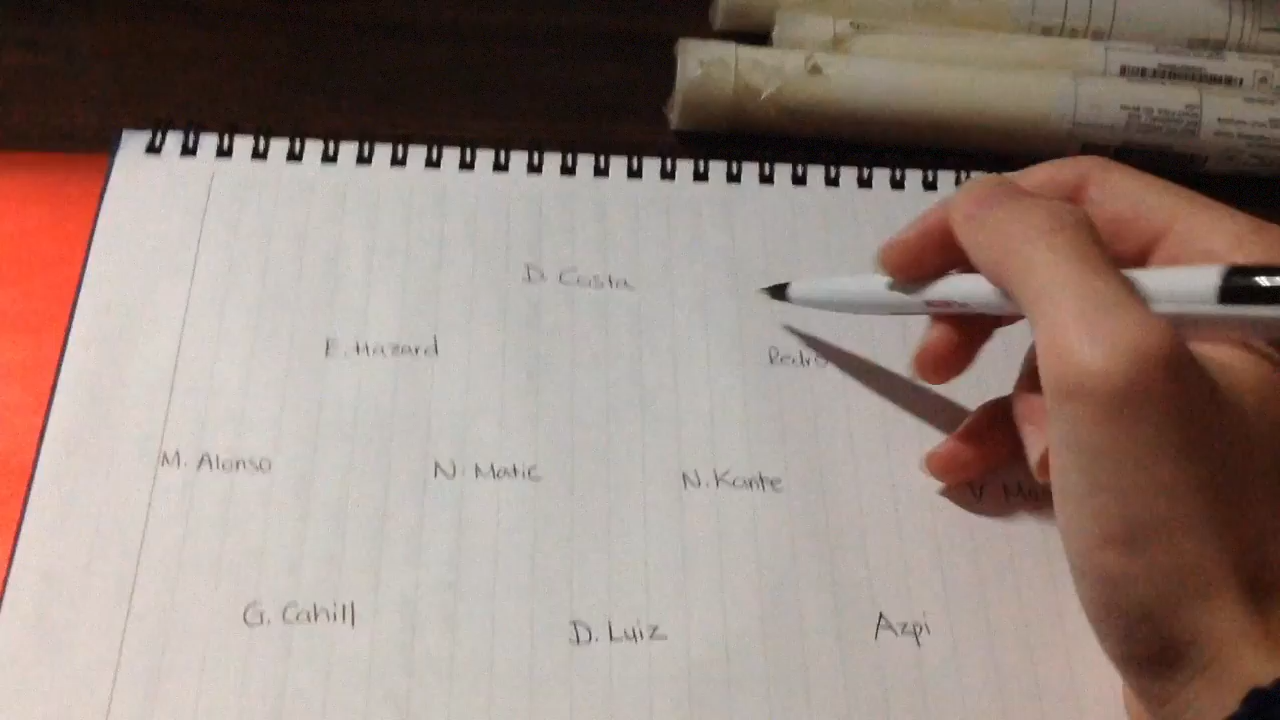 D. Costa
E. Hazard
Pedro
M. Alonso
N. Matic
N. Kante
V.
G. Cahill
D. Luiz
Azpi